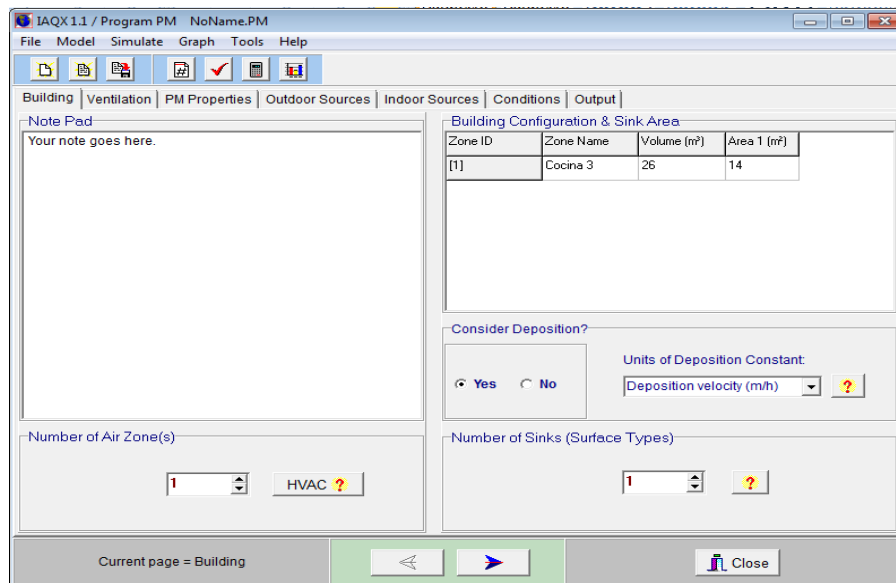 IAQX 1.1 / Program PM NoName.PM
File Model Simulate Graph Tools Help
Building Ventilation PM Properties Outdoor Sources Indoor Sources Conditions Output
Note Pad
Your note goes here.
Building Configuration & Sink Area
Zone ID Zone Name Volume (m³) Area 1 (m²)
[1] Cocina 3 26 14
Consider Deposition?
Yes No
Units of Deposition Constant:
Deposition velocity (m/h) ?
Number of Air Zone(s)
1 HVAC ?
Number of Sinks (Surface Types)
1 ?
Current page = Building
Close